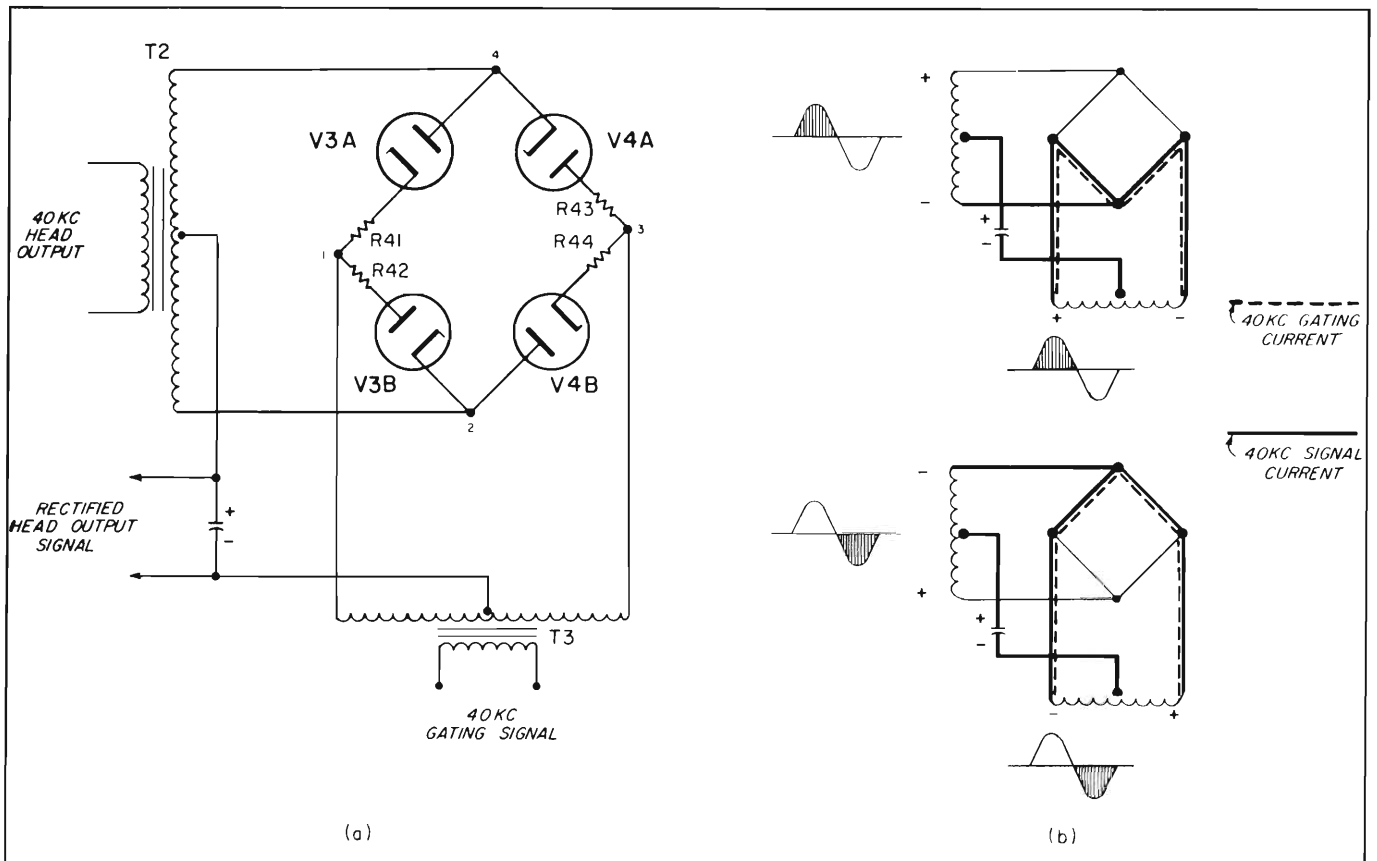 T2
4
V3A
V4A
R43
R41
R44
3
1
R42
40KC
HEAD
OUTPUT
V3B
V4B
2
RECTIFIED
HEAD OUTPUT
SIGNAL
+
-
T3
40KC
GATING SIGNAL
(a)
+
-
+
-
+
-
40KC GATING
CURRENT
40KC SIGNAL
CURRENT
-
+
+
-
-
+
(b)